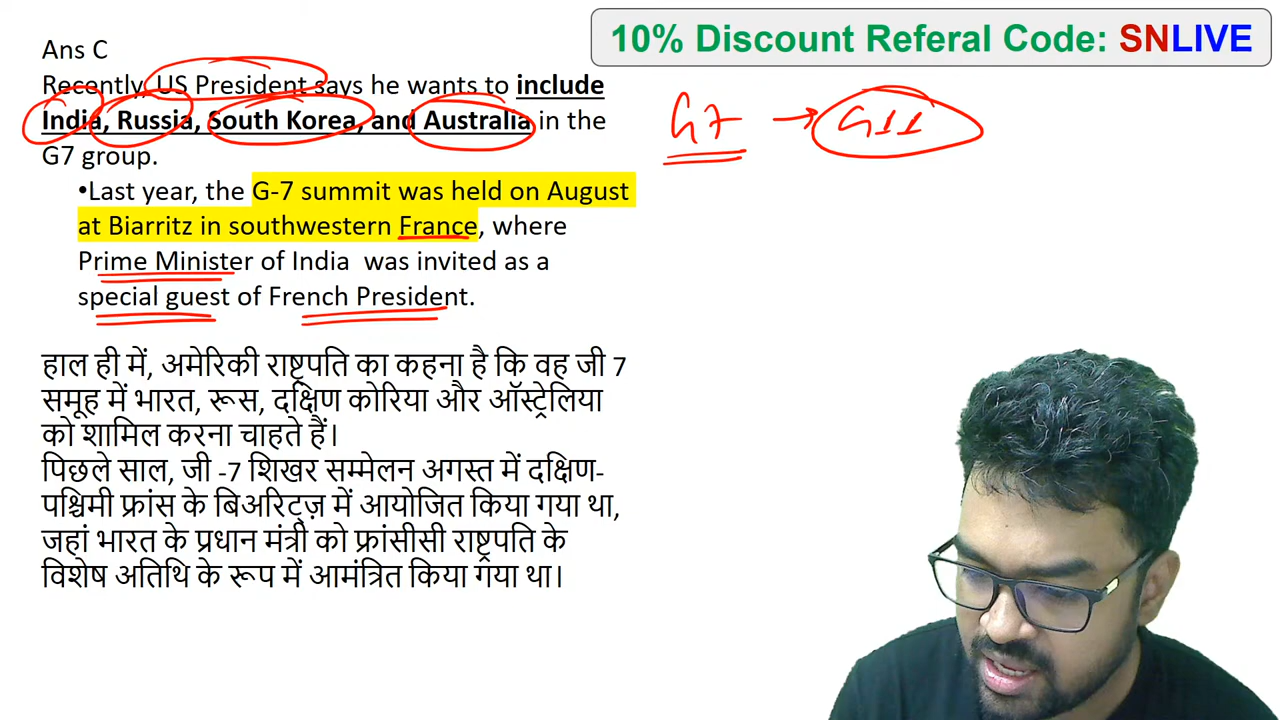 10% Discount Referal Code: SNLIVE
Ans C
Recently, US President says he wants to include
India, Russia, South Korea, and Australia in the
G7 group.
•Last year, the G-7 summit was held on August
at Biarritz in southwestern France, where
Prime Minister of India was invited as a
special guest of French President.
G7 → G11
हाल ही में, अमेरिकी राष्ट्रपति का कहना है कि वह जी 7
समूह में भारत, रूस, दक्षिण कोरिया और ऑस्ट्रेलिया
को शामिल करना चाहते हैं।
पिछले साल, जी -7 शिखर सम्मेलन अगस्त में दक्षिण-
पश्चिमी फ्रांस के बिअरिट्ज़ में आयोजित किया गया था,
जहां भारत के प्रधान मंत्री को फ्रांसीसी राष्ट्रपति के
विशेष अतिथि के रूप में आमंत्रित किया गया था।